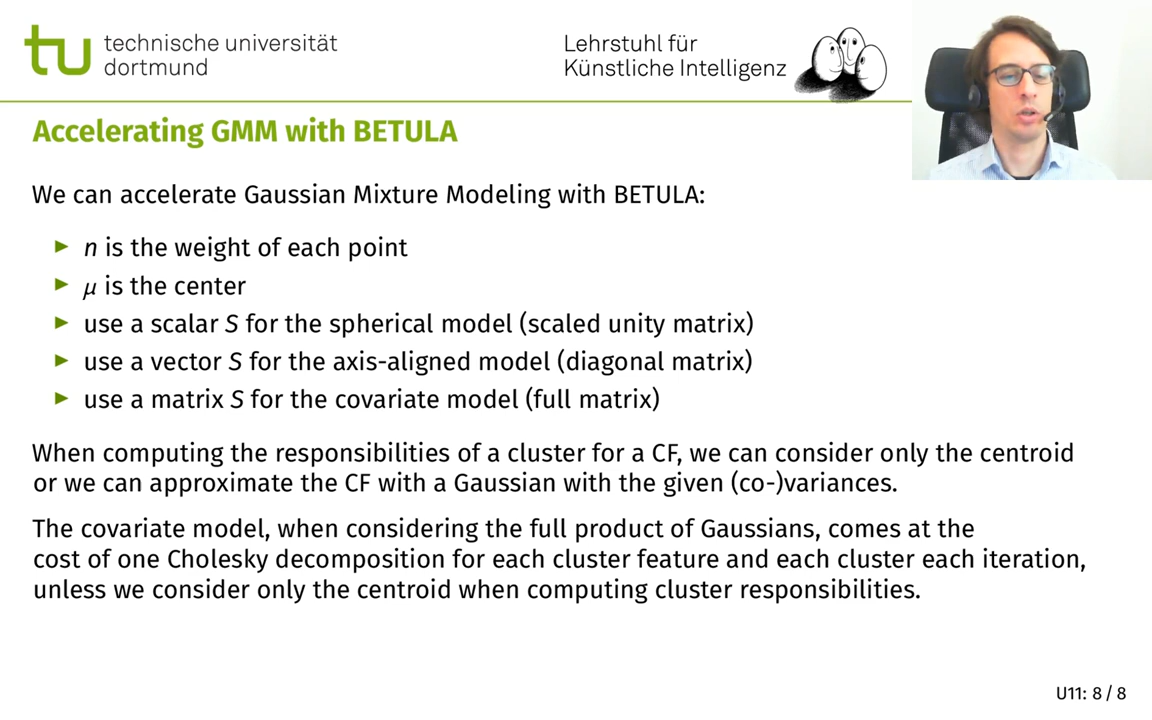 technische universität
dortmund
Lehrstuhl für
Künstliche Intelligenz
Accelerating GMM with BETULA
We can accelerate Gaussian Mixture Modeling with BETULA:
n is the weight of each point
μ is the center
use a scalar S for the spherical model (scaled unity matrix)
use a vector S for the axis-aligned model (diagonal matrix)
use a matrix S for the covariate model (full matrix)
When computing the responsibilities of a cluster for a CF, we can consider only the centroid
or we can approximate the CF with a Gaussian with the given (co-)variances.
The covariate model, when considering the full product of Gaussians, comes at the
cost of one Cholesky decomposition for each cluster feature and each cluster each iteration,
unless we consider only the centroid when computing cluster responsibilities.
U11: 8 / 8